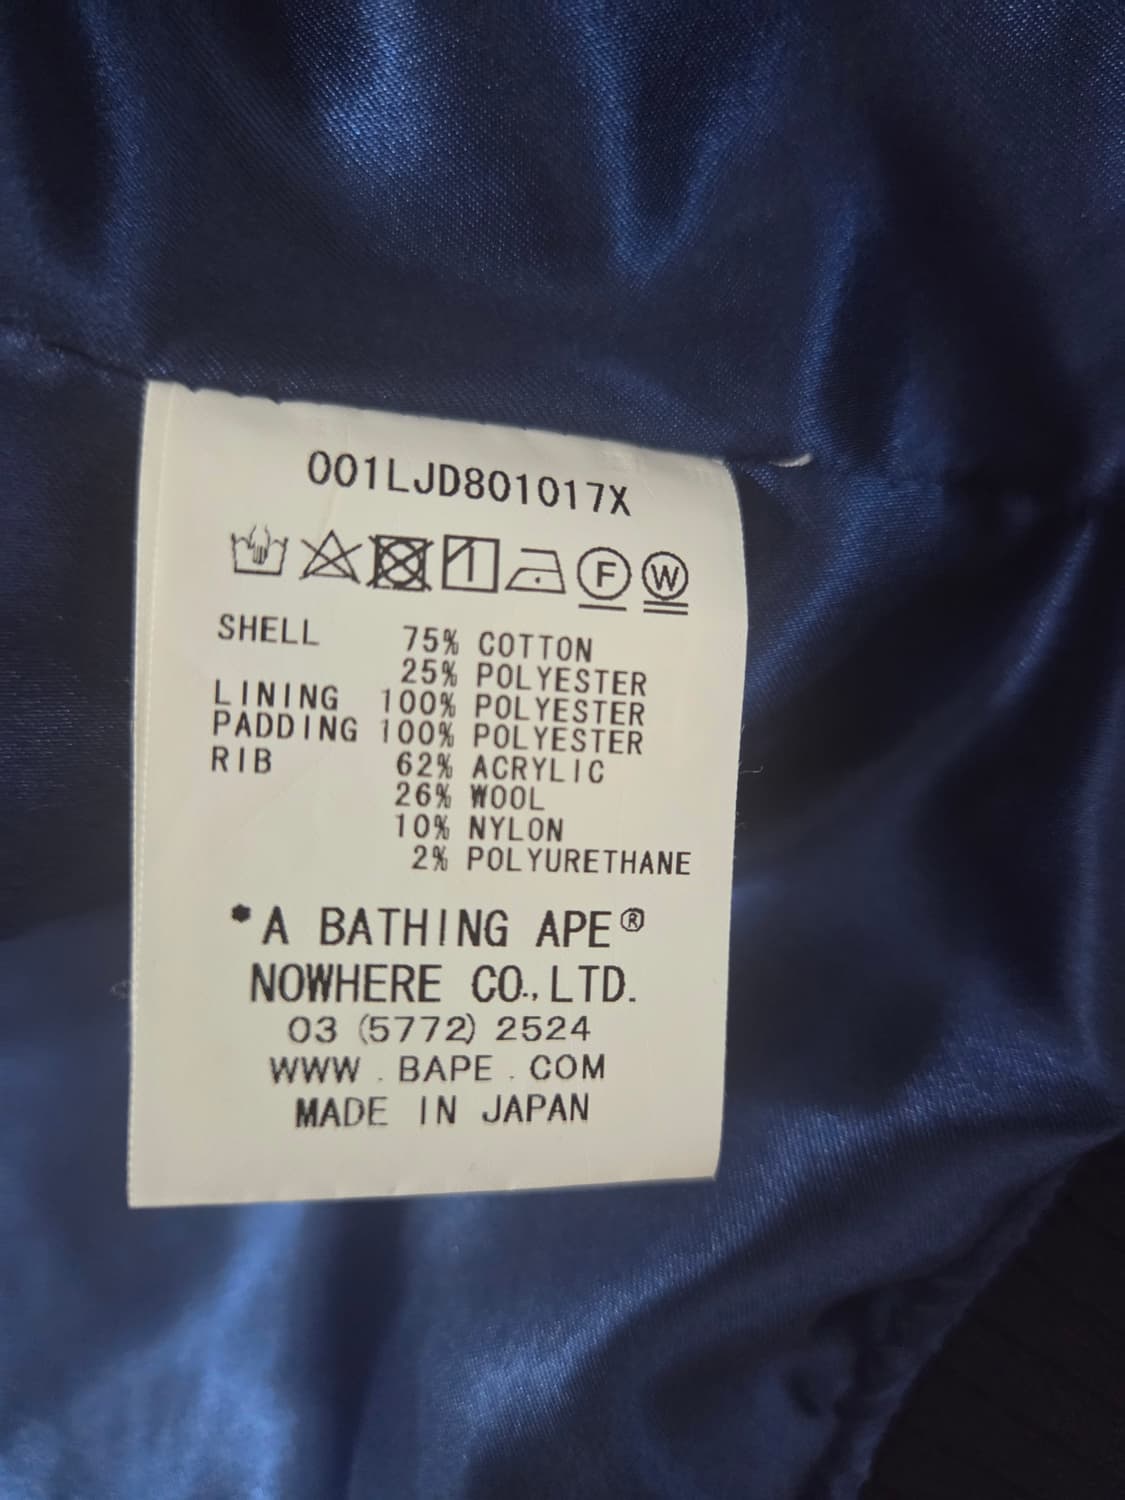 001LJD801017X
F W
SHELL 75% COTTON
25% POLYESTER
LINING 100% POLYESTER
PADDING 100% POLYESTER
RIB 62% ACRYLIC
26% WOOL
10% NYLON
2% POLYURETHANE
*A BATHING APE®
NOWHERE CO.,LTD.
03 (5772) 2524
WWW . BAPE . COM
MADE IN JAPAN